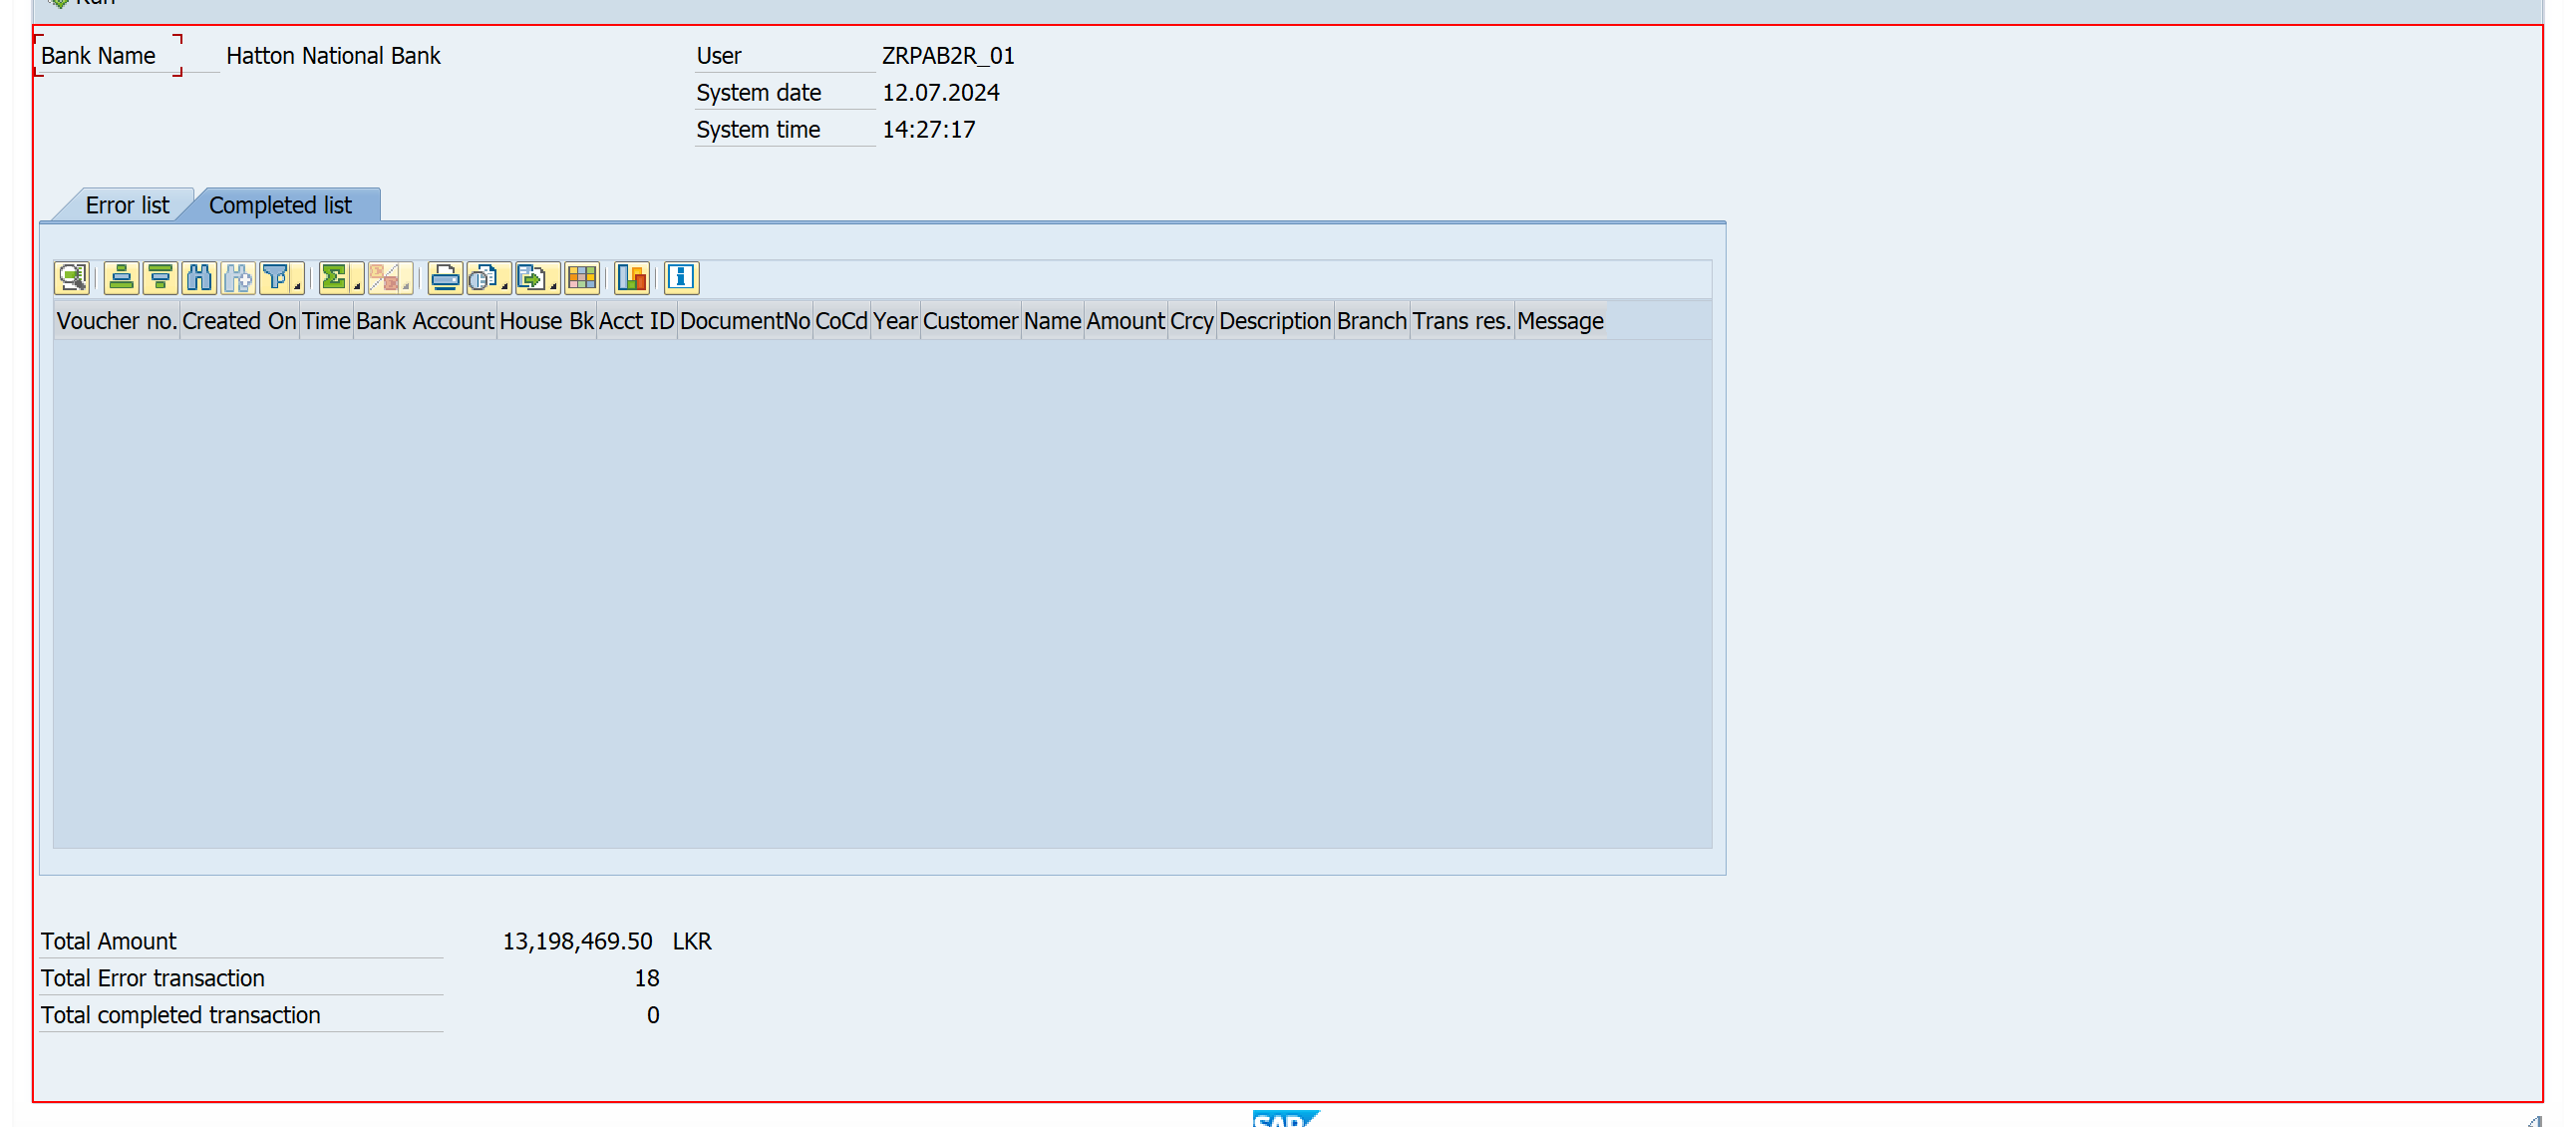 Run
Bank Name Hatton National Bank User ZRPAB2R_01
System date 12.07.2024
System time 14:27:17
Error list Completed list
Voucher no. Created On Time Bank Account House Bk Acct ID DocumentNo CoCd Year Customer Name Amount Crcy Description Branch Trans res. Message
Total Amount 13,198,469.50 LKR
Total Error transaction 18
Total completed transaction 0
SAP